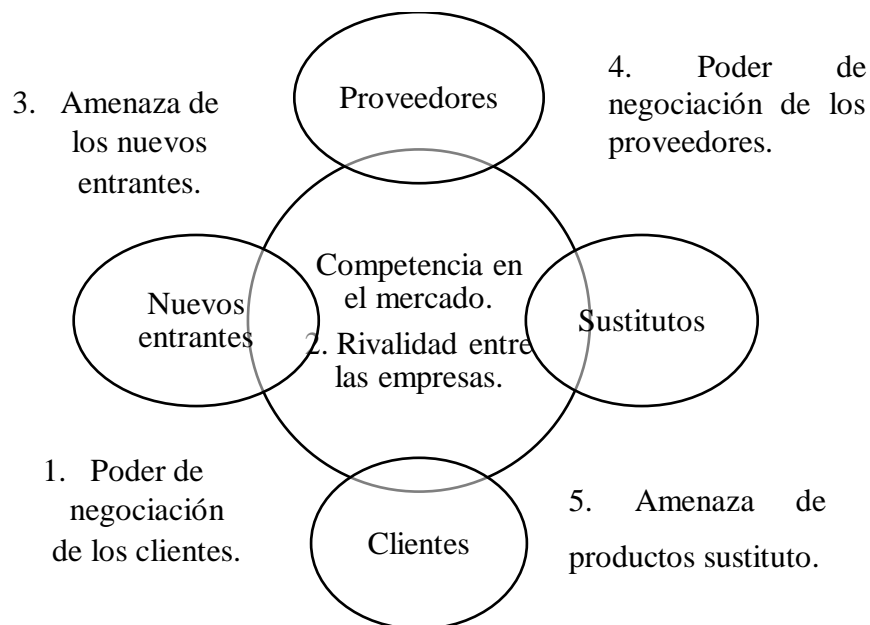 3. Amenaza de
los nuevos
entrantes.
Proveedores
4. Poder de
negociación de los
proveedores.
Nuevos
entrantes
Competencia en
el mercado.
2. Rivalidad entre
las empresas.
Sustitutos
1. Poder de
negociación
de los clientes.
Clientes
5. Amenaza de
productos sustituto.